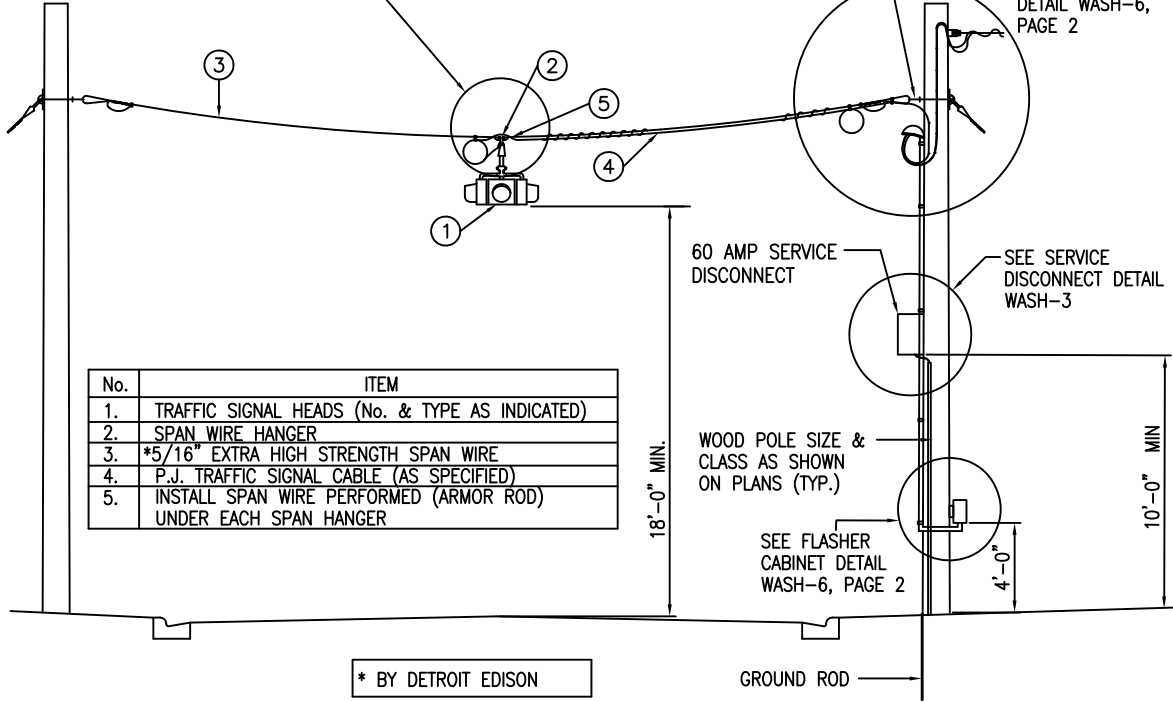 DETAIL WASH-6,
PAGE 2
3
2
5
4
1
60 AMP SERVICE
DISCONNECT
SEE SERVICE
DISCONNECT DETAIL
WASH-3
No. ITEM
1. TRAFFIC SIGNAL HEADS (No. & TYPE AS INDICATED)
2. SPAN WIRE HANGER
3. *5/16" EXTRA HIGH STRENGTH SPAN WIRE
4. P.J. TRAFFIC SIGNAL CABLE (AS SPECIFIED)
5. INSTALL SPAN WIRE PERFORMED (ARMOR ROD)
UNDER EACH SPAN HANGER
18'-0" MIN.
WOOD POLE SIZE &
CLASS AS SHOWN
ON PLANS (TYP.)
10'-0" MIN
SEE FLASHER
CABINET DETAIL
WASH-6, PAGE 2
4'-0"
* BY DETROIT EDISON
GROUND ROD